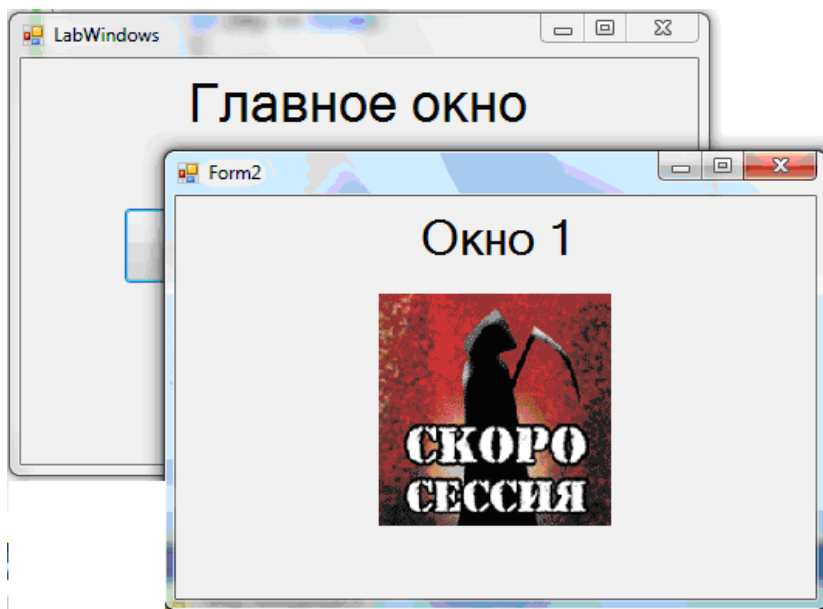 LabWindows
Главное окно
Form2
Окно 1
СКОРО
СЕССИЯ